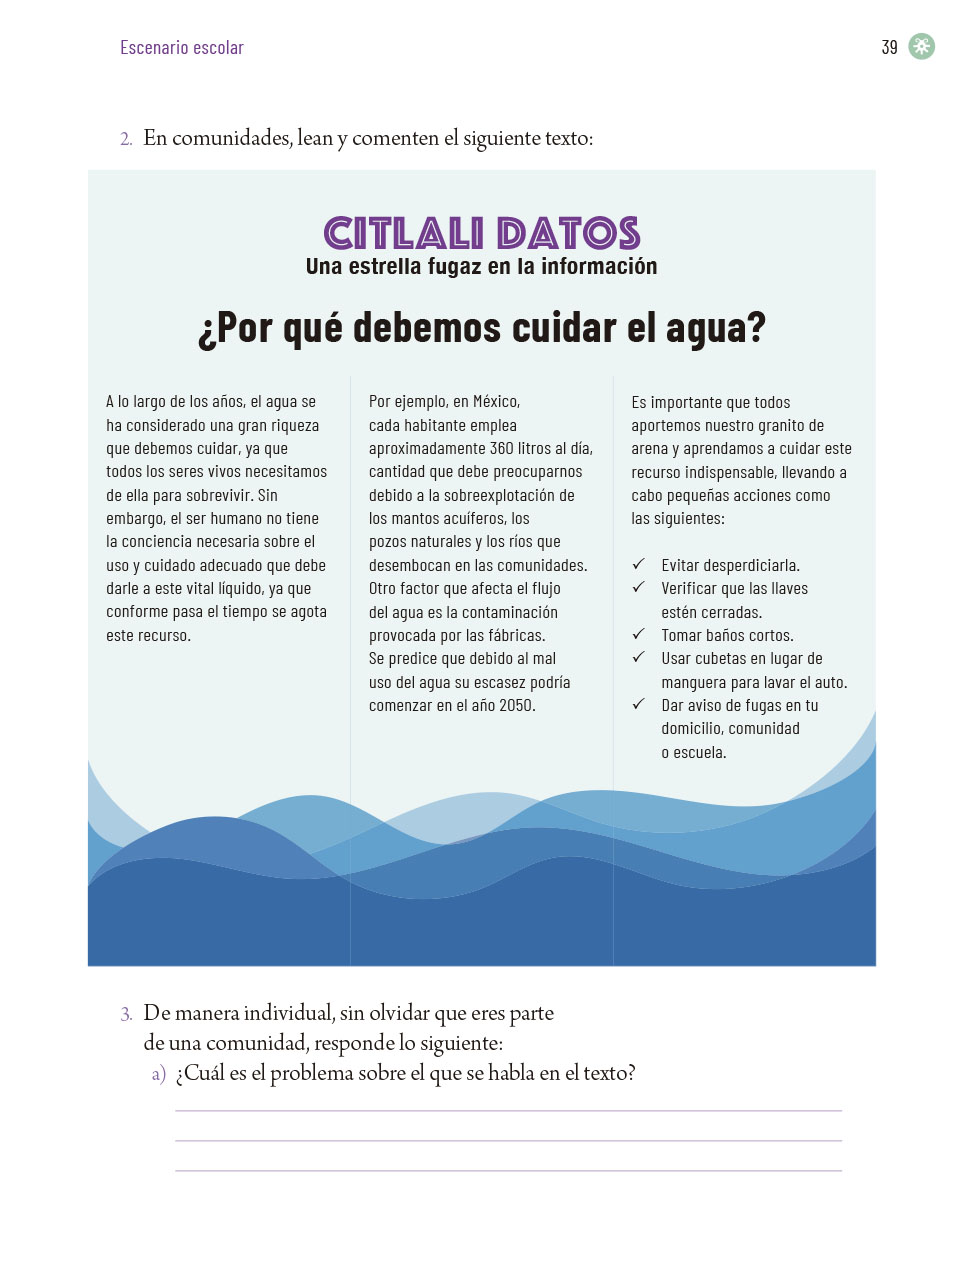 Escenario escolar
39
2. En comunidades, lean y comenten el siguiente texto:
CITLALI DATOS
Una estrella fugaz en la información
¿Por qué debemos cuidar el agua?
A lo largo de los años, el agua se
ha considerado una gran riqueza
que debemos cuidar, ya que
todos los seres vivos necesitamos
de ella para sobrevivir. Sin
embargo, el ser humano no tiene
la conciencia necesaria sobre el
uso y cuidado adecuado que debe
darle a este vital líquido, ya que
conforme pasa el tiempo se agota
este recurso.
Por ejemplo, en México,
cada habitante emplea
aproximadamente 360 litros al día,
cantidad que debe preocuparnos
debido a la sobreexplotación de
los mantos acuíferos, los
pozos naturales y los ríos que
desembocan en las comunidades.
Otro factor que afecta el flujo
del agua es la contaminación
provocada por las fábricas.
Se predice que debido al mal
uso del agua su escasez podría
comenzar en el año 2050.
Es importante que todos
aportemos nuestro granito de
arena y aprendamos a cuidar este
recurso indispensable, llevando a
cabo pequeñas acciones como
las siguientes:
✓ Evitar desperdiciarla.
✓ Verificar que las llaves
estén cerradas.
✓ Tomar baños cortos.
✓ Usar cubetas en lugar de
manguera para lavar el auto.
✓ Dar aviso de fugas en tu
domicilio, comunidad
o escuela.
3. De manera individual, sin olvidar que eres parte
de una comunidad, responde lo siguiente:
a) ¿Cuál es el problema sobre el que se habla en el texto?